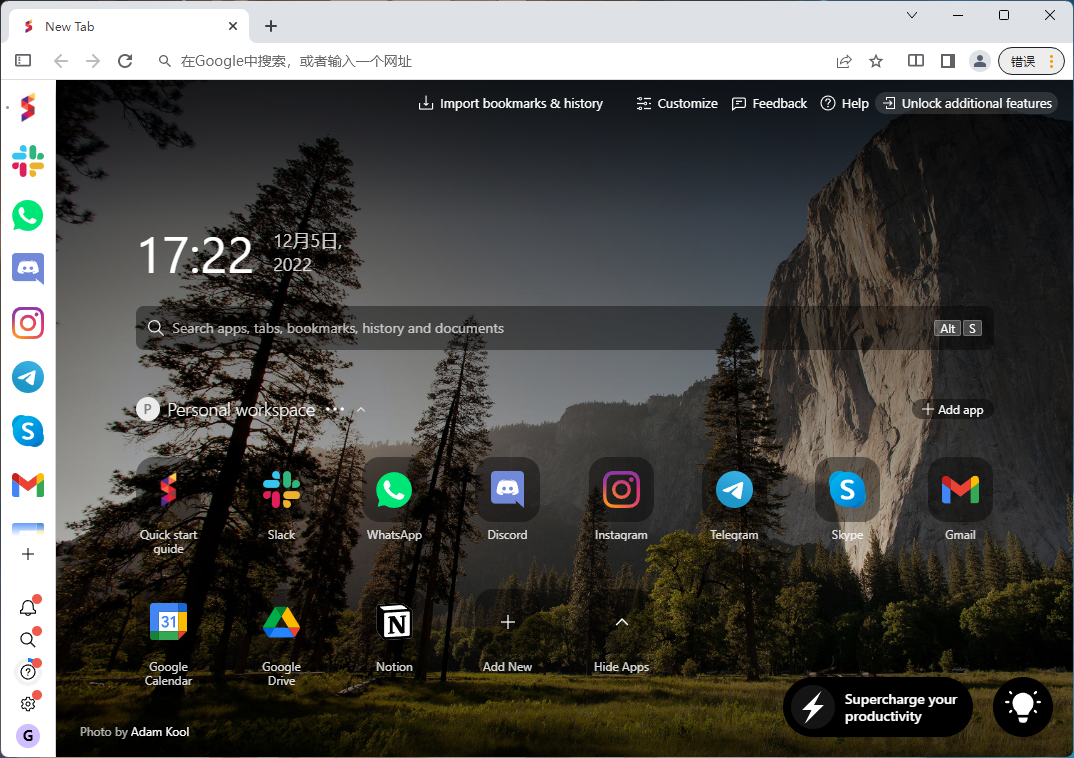 New Tab
在Google中搜索，或者输入一个网址
错误
Import bookmarks & history
Customize
Feedback
Help
Unlock additional features
17:22
12月5日,
2022
Search apps, tabs, bookmarks, history and documents
Alt
S
P
Personal workspace
Add app
Quick start
guide
Slack
WhatsApp
Discord
Instagram
Telegram
Skype
Gmail
31
Google
Calendar
Google
Drive
Notion
Add New
Hide Apps
Supercharge your
productivity
G
Photo by Adam Kool